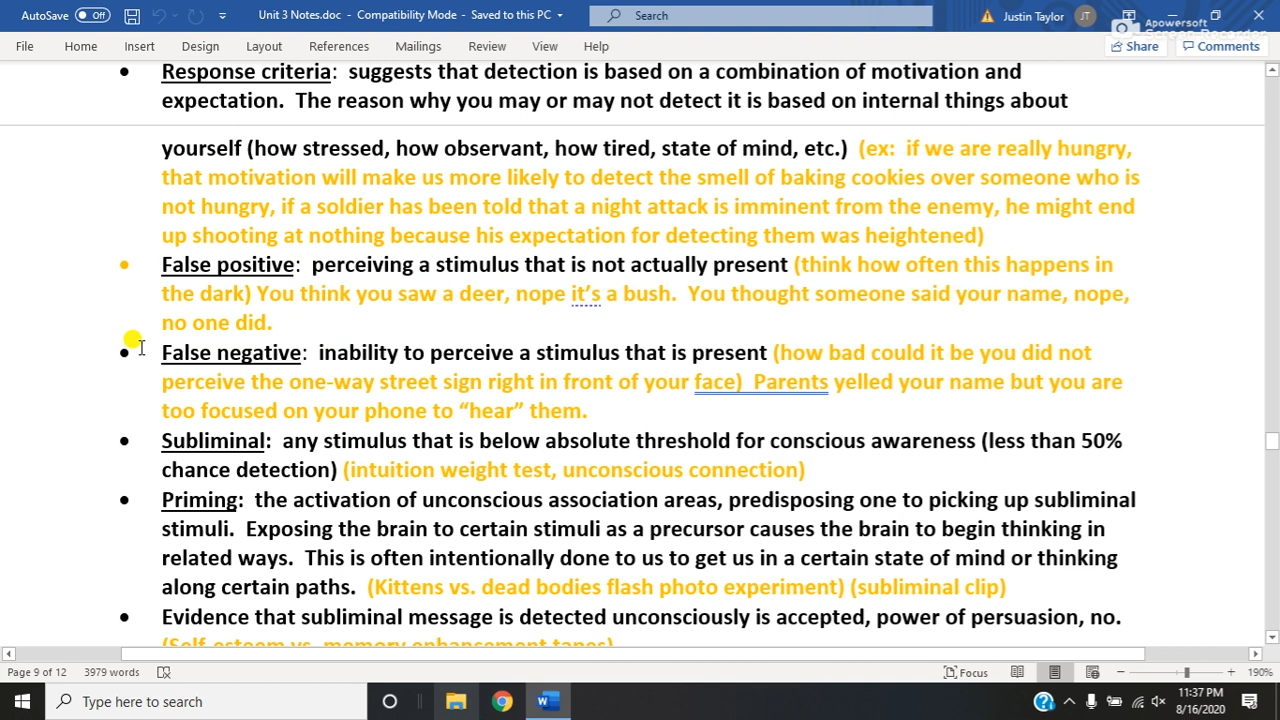 AutoSave Off Unit 3 Notes.doc - Compatibility Mode - Saved to this PC Search Justin Taylor JT
Apowersoft
Screen Recorder
File Home Insert Design Layout References Mailings Review View Help Share Comments
• Response criteria: suggests that detection is based on a combination of motivation and
expectation. The reason why you may or may not detect it is based on internal things about
yourself (how stressed, how observant, how tired, state of mind, etc.) (ex: if we are really hungry,
that motivation will make us more likely to detect the smell of baking cookies over someone who is
not hungry, if a soldier has been told that a night attack is imminent from the enemy, he might end
up shooting at nothing because his expectation for detecting them was heightened)
• False positive: perceiving a stimulus that is not actually present (think how often this happens in
the dark) You think you saw a deer, nope it's a bush. You thought someone said your name, nope,
no one did.
• False negative: inability to perceive a stimulus that is present (how bad could it be you did not
perceive the one-way street sign right in front of your face) Parents yelled your name but you are
too focused on your phone to “hear” them.
• Subliminal: any stimulus that is below absolute threshold for conscious awareness (less than 50%
chance detection) (intuition weight test, unconscious connection)
• Priming: the activation of unconscious association areas, predisposing one to picking up subliminal
stimuli. Exposing the brain to certain stimuli as a precursor causes the brain to begin thinking in
related ways. This is often intentionally done to us to get us in a certain state of mind or thinking
along certain paths. (Kittens vs. dead bodies flash photo experiment) (subliminal clip)
• Evidence that subliminal message is detected unconsciously is accepted, power of persuasion, no.
(Self-esteem vs. memory enhancement tapes)
Page 9 of 12 3979 words Focus 190%
Type here to search 11:37 PM
8/16/2020